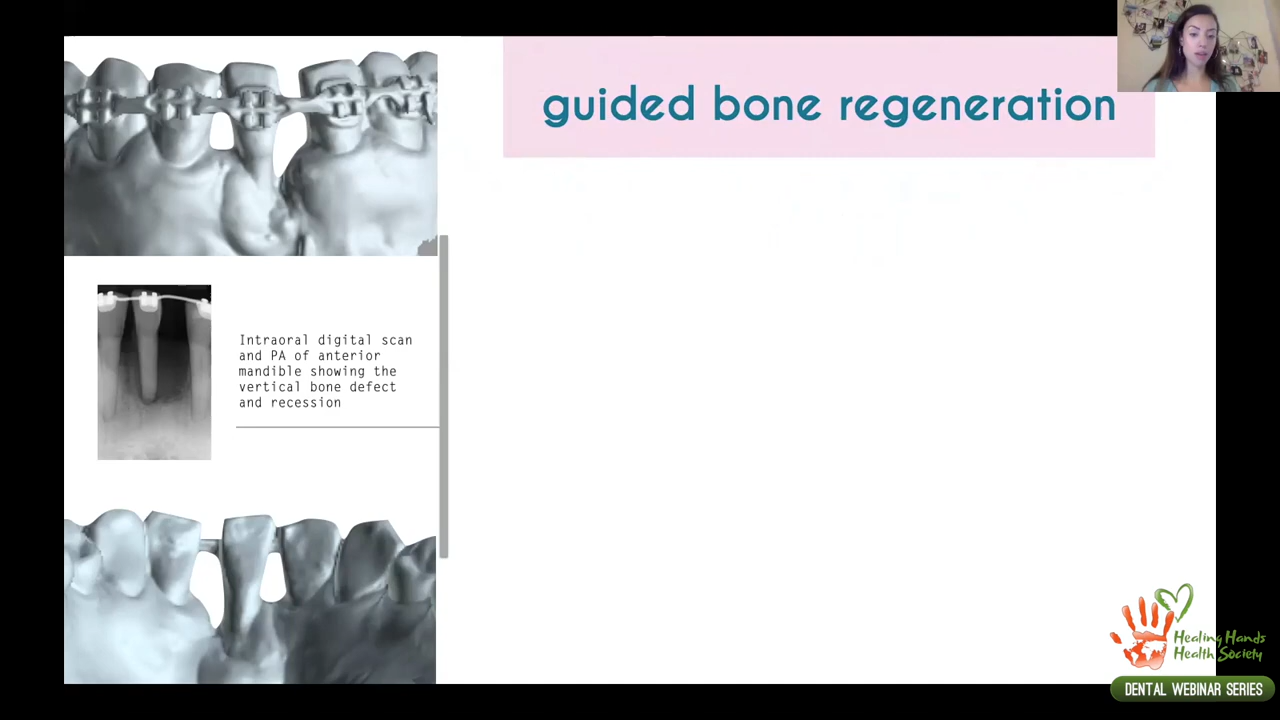 guided bone regeneration
Intraoral digital scan
and PA of anterior
mandible showing the
vertical bone defect
and recession
Healing Hands
Health Society
DENTAL WEBINAR SERIES